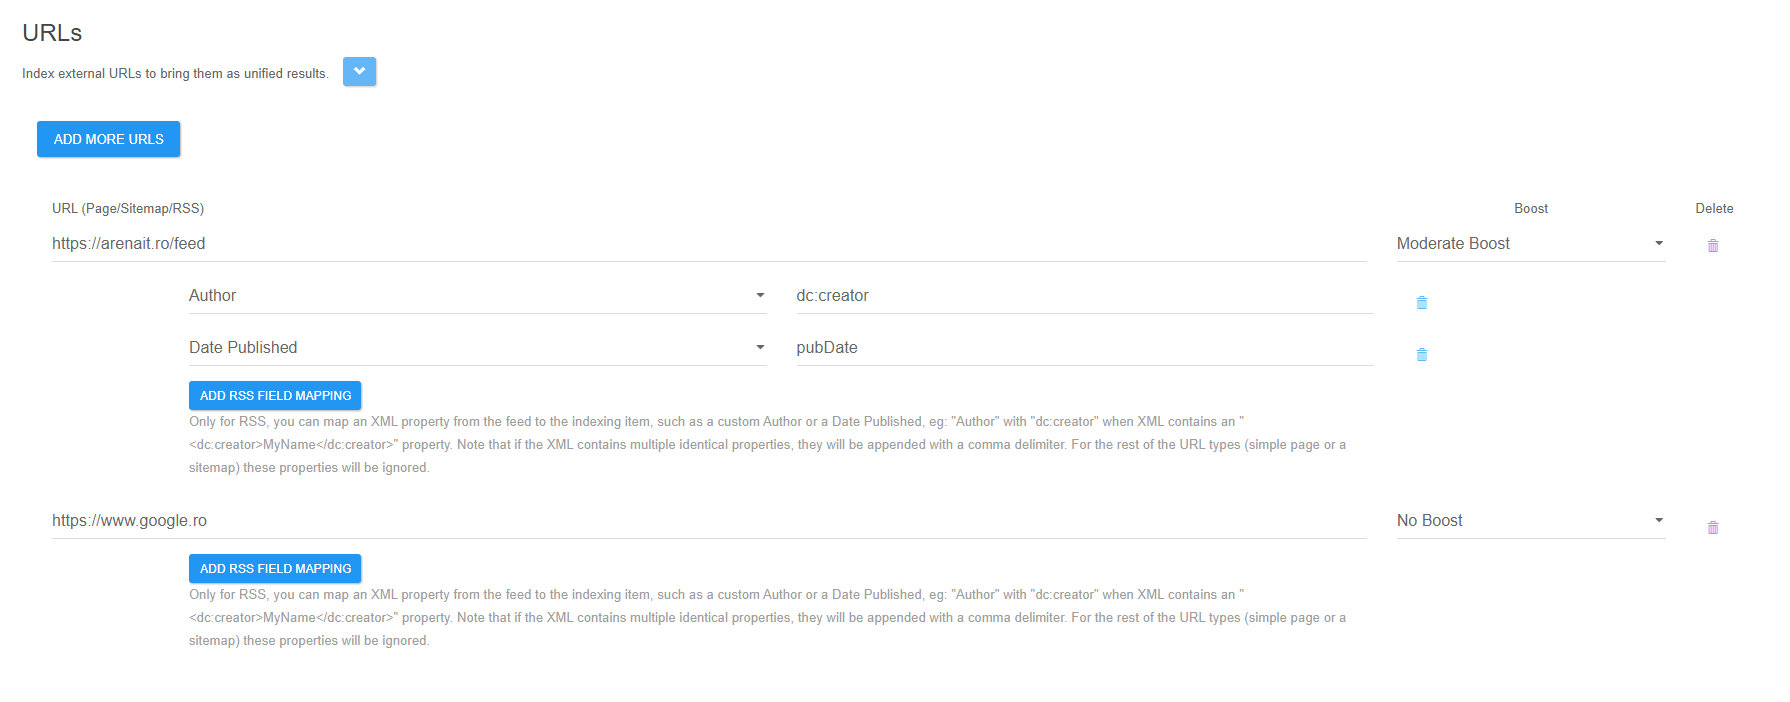 URLs
Index external URLs to bring them as unified results.
ADD MORE URLS
URL (Page/Sitemap/RSS) Boost Delete
https://arenait.ro/feed Moderate Boost
Author dc:creator
Date Published pubDate
ADD RSS FIELD MAPPING
Only for RSS, you can map an XML property from the feed to the indexing item, such as a custom Author or a Date Published, eg: "Author" with "dc:creator" when XML contains an "
<dc:creator>MyName</dc:creator>" property. Note that if the XML contains multiple identical properties, they will be appended with a comma delimiter. For the rest of the URL types (simple page or a
sitemap) these properties will be ignored.
https://www.google.ro No Boost
ADD RSS FIELD MAPPING
Only for RSS, you can map an XML property from the feed to the indexing item, such as a custom Author or a Date Published, eg: "Author" with "dc:creator" when XML contains an "
<dc:creator>MyName</dc:creator>" property. Note that if the XML contains multiple identical properties, they will be appended with a comma delimiter. For the rest of the URL types (simple page or a
sitemap) these properties will be ignored.